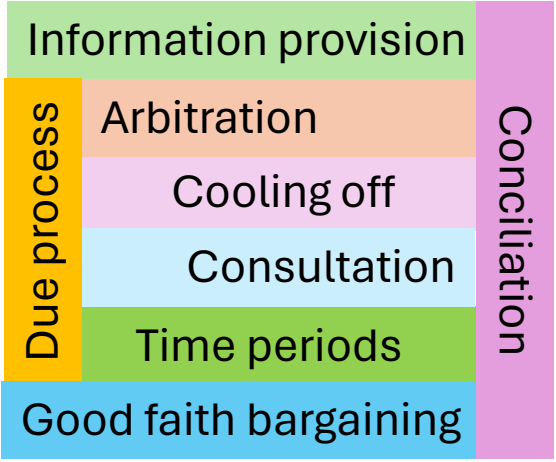 Information provision
Due process
Arbitration
Cooling off
Consultation
Time periods
Good faith bargaining
Conciliation